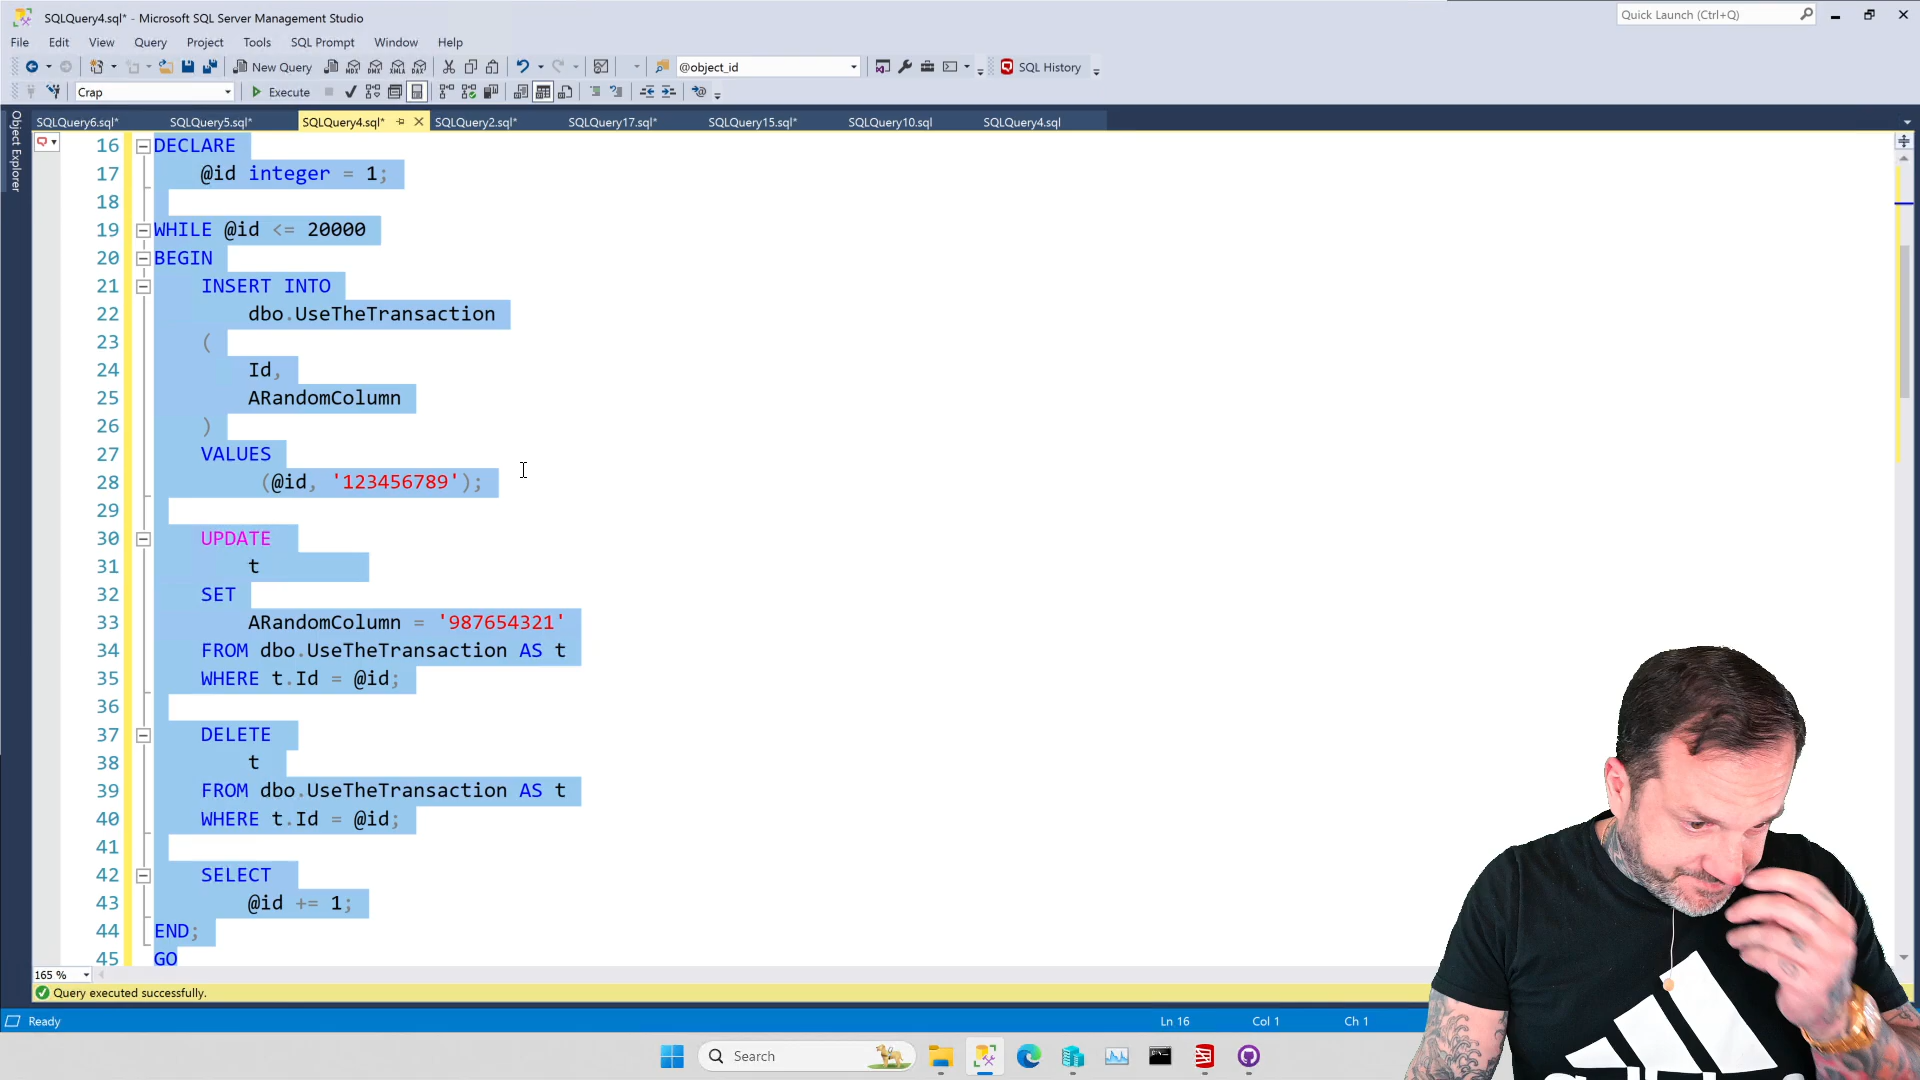 SQLQuery4.sql* - Microsoft SQL Server Management Studio
Quick Launch (Ctrl+Q)
File Edit View Query Project Tools SQL Prompt Window Help
New Query
MDX DMX XMLA DAX
@object_id
SQL History
Crap
Execute
SQLQuery6.sql* SQLQuery5.sql* SQLQuery4.sql* SQLQuery2.sql* SQLQuery17.sql* SQLQuery15.sql* SQLQuery10.sql SQLQuery4.sql
Object Explorer
16 DECLARE
17 @id integer = 1;
18
19 WHILE @id <= 20000
20 BEGIN
21 INSERT INTO
22 dbo.UseTheTransaction
23 (
24 Id,
25 ARandomColumn
26 )
27 VALUES
28 (@id, '123456789');
29
30 UPDATE
31 t
32 SET
33 ARandomColumn = '987654321'
34 FROM dbo.UseTheTransaction AS t
35 WHERE t.Id = @id;
36
37 DELETE
38 t
39 FROM dbo.UseTheTransaction AS t
40 WHERE t.Id = @id;
41
42 SELECT
43 @id += 1;
44 END;
45 GO
165 %
Query executed successfully.
Ready
Ln 16 Col 1 Ch 1
Search